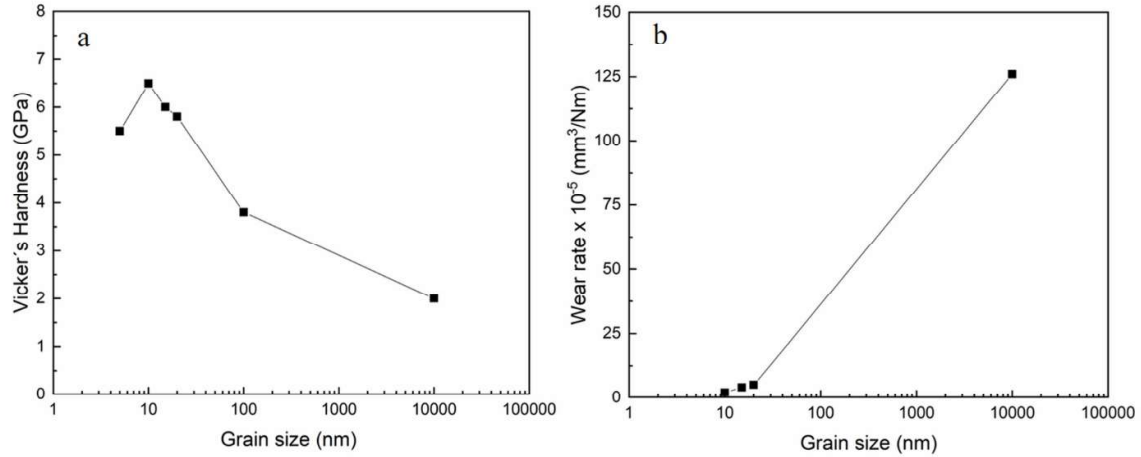 a
8
7
6
5
4
3
2
1
0
Vicker´s Hardness (GPa)
1 10 100 1000 10000 100000
Grain size (nm)
b
150
125
100
75
50
25
0
Wear rate x 10⁻⁵ (mm³/Nm)
1 10 100 1000 10000 100000
Grain size (nm)